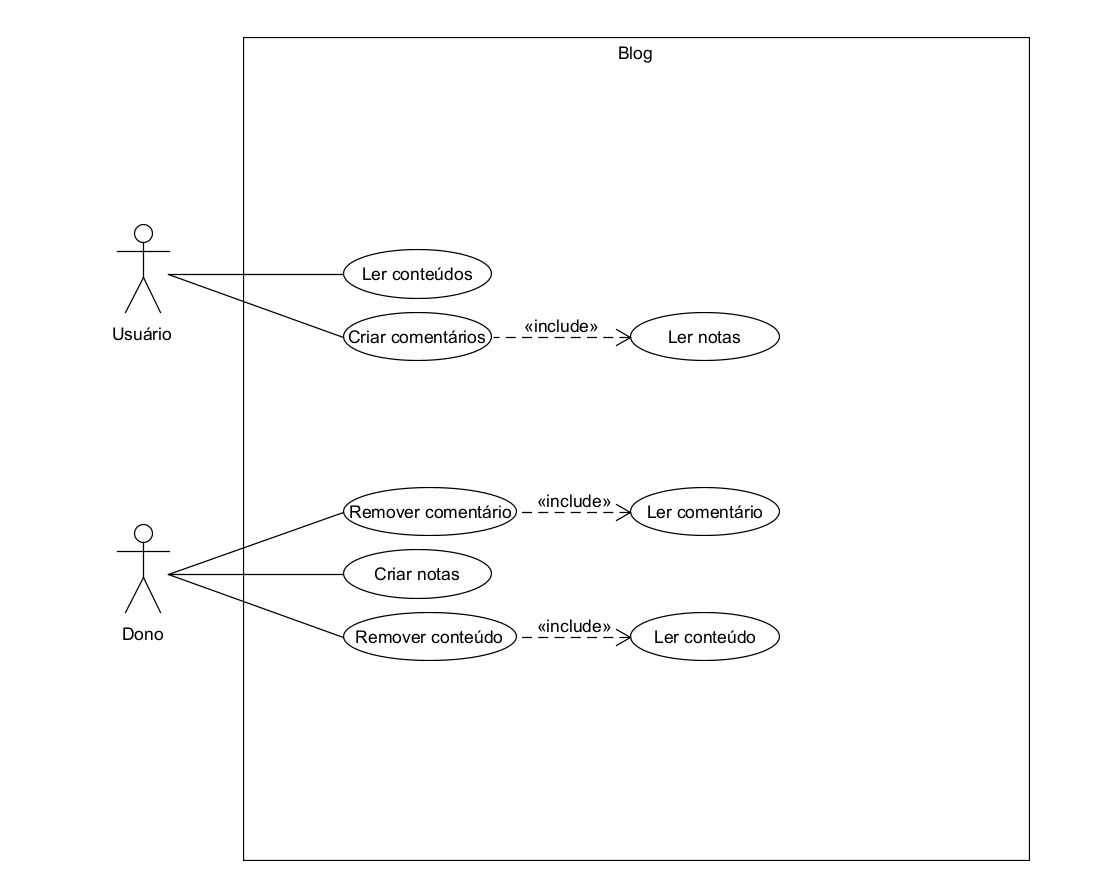 Blog
Ler conteúdos
Usuário
Criar comentários
«include»
Ler notas
Remover comentário
«include»
Ler comentário
Criar notas
Dono
Remover conteúdo
«include»
Ler conteúdo